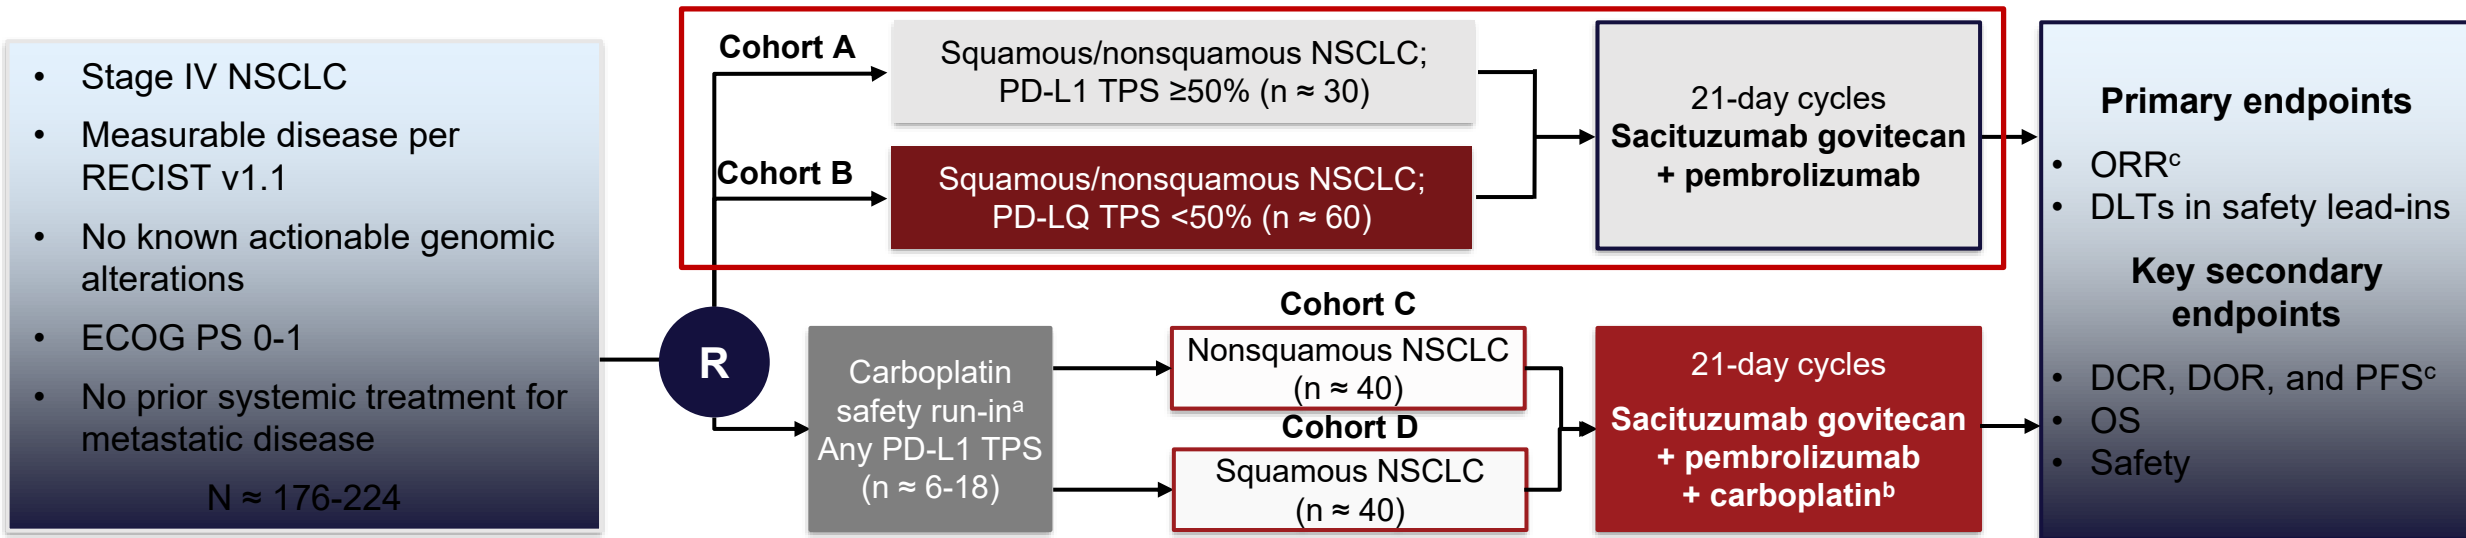 • Stage IV NSCLC
• Measurable disease per
RECIST v1.1
• No known actionable genomic
alterations
• ECOG PS 0-1
• No prior systemic treatment for
metastatic disease
N ≈ 176-224
R
Cohort A
Squamous/nonsquamous NSCLC;
PD-L1 TPS ≥50% (n ≈ 30)
Cohort B
Squamous/nonsquamous NSCLC;
PD-LQ TPS <50% (n ≈ 60)
21-day cycles
Sacituzumab govitecan
+ pembrolizumab
Carboplatin
safety run-inᵃ
Any PD-L1 TPS
(n ≈ 6-18)
Cohort C
Nonsquamous NSCLC
(n ≈ 40)
Cohort D
Squamous NSCLC
(n ≈ 40)
21-day cycles
Sacituzumab govitecan
+ pembrolizumab
+ carboplatinᵇ
Primary endpoints
• ORRᶜ
• DLTs in safety lead-ins
Key secondary
endpoints
• DCR, DOR, and PFSᶜ
• OS
• Safety